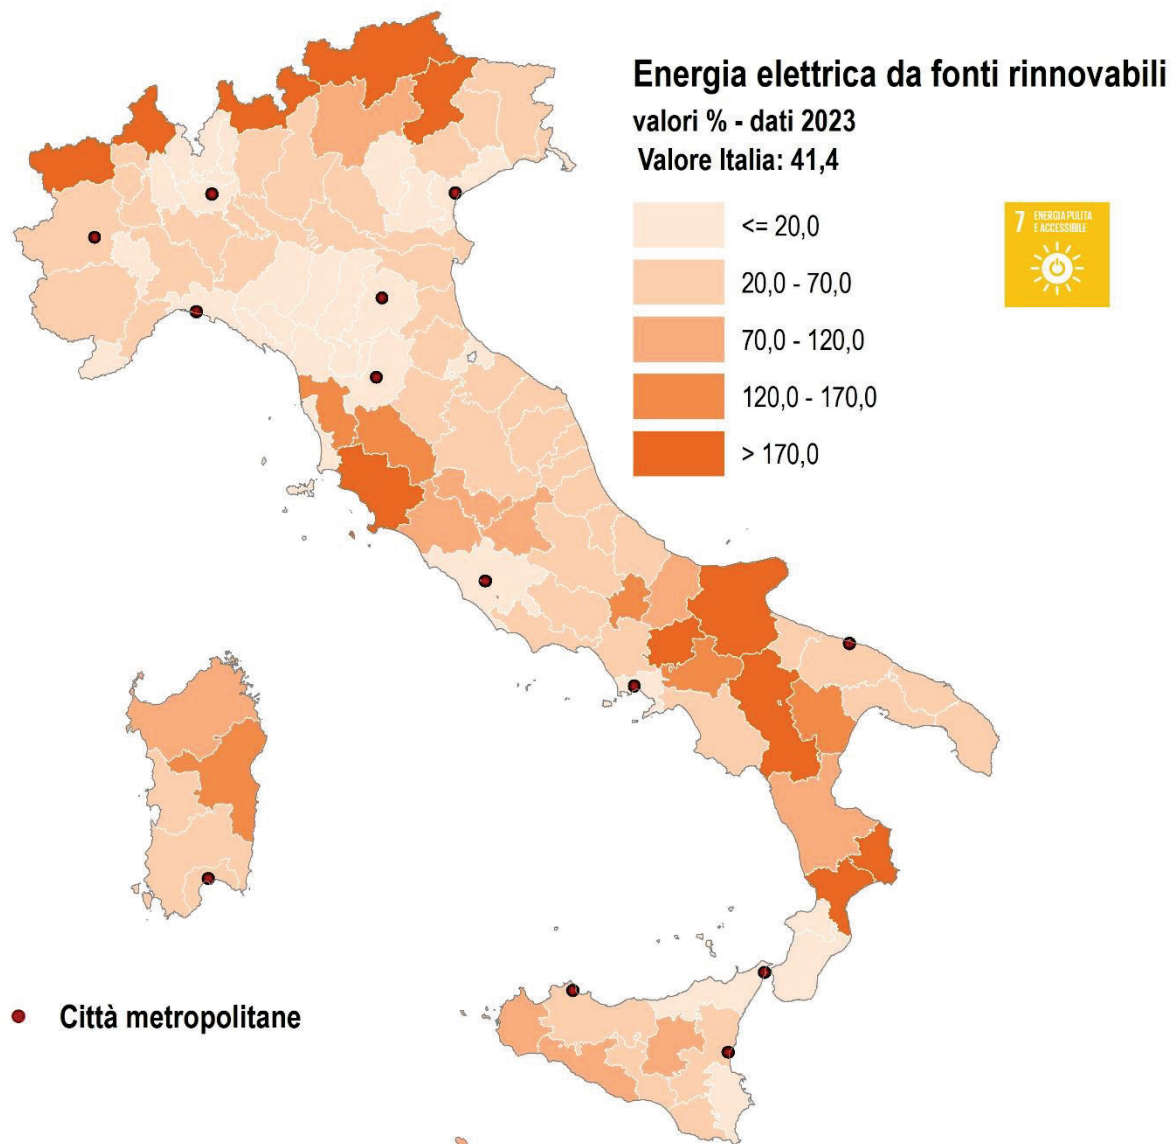 Energia elettrica da fonti rinnovabili
valori % - dati 2023
Valore Italia: 41,4
<= 20,0
20,0 - 70,0
70,0 - 120,0
120,0 - 170,0
> 170,0
7 ENERGIA PULITA
E ACCESSIBILE
Città metropolitane